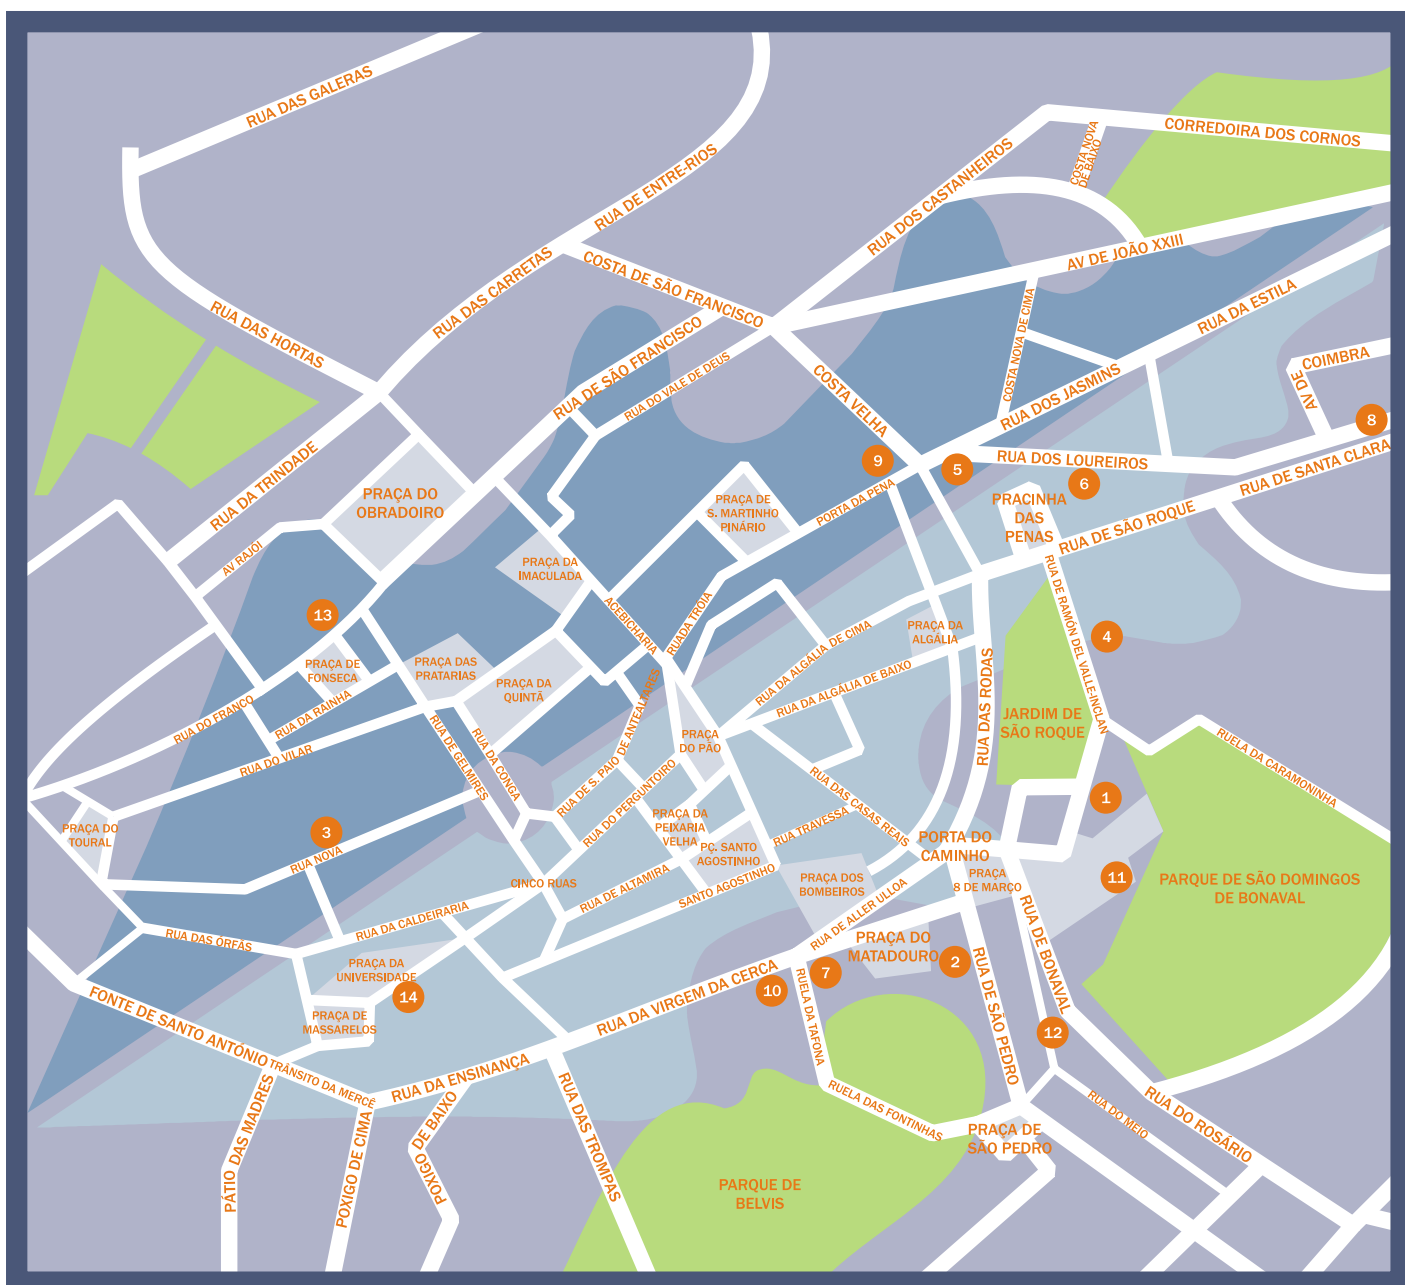 RUA DAS GALERAS
CORREDOIRA DOS CORNOS
COSTA NOVA
DE BAIXO
RUA DE ENTRE-RIOS
RUA DOS CASTANHEIROS
AV DE JOÃO XXIII
RUA DAS CARRETAS
COSTA DE SÃO FRANCISCO
RUA DA ESTILA
RUA DAS HORTAS
RUA DE SÃO FRANCISCO
RUA DO VALE DE DEUS
COSTA NOVA DE CIMA
COIMBRA
AV DE
COSTA VELHA
RUA DOS JASMINS
8
RUA DA TRINDADE
9
5
RUA DOS LOUREIROS
RUA DE SANTA CLARA
6
PRAÇA DO
OBRADOIRO
PRAÇA DE
S. MARTINHO
PINÁRIO
PORTA DA PENA
PRACINHA
DAS
PENAS
RUA DE SÃO ROQUE
AV RAJOI
PRAÇA DA
IMACULADA
RUA DE RAMÓN DEL VALLE-INCLAN
13
ACEBICHARIA
RUADA TRÓIA
PRAÇA DA
ALGÁLIA
4
RUA DA ALGALIA DE CIMA
PRAÇA DE
FONSECA
PRAÇA DAS
PRATARIAS
PRAÇA DA
QUINTÃ
RUA DA ALGÁLIA DE BAIXO
RUA DAS RODAS
JARDIM DE
SÃO ROQUE
RUA DO FRANCO
RUA DA RAINHA
RUA DO VILAR
RUA DE GELMIRES
RUA DA CONGA
RUA DE S. PAIO DE ANTEALTARES
PRAÇA
DO PÃO
RUELA DA CARAMONINHA
RUA DO PERGUNTOIRO
RUA DAS CASAS REAIS
1
PRAÇA DO
TOURAL
3
RUA NOVA
PRAÇA DA
PEIXARIA
VELHA
PÇ. SANTO
AGOSTINHO
RUA TRAVESSA
PORTA DO
CAMINHO
PRAÇA
8 DE MARÇO
11
PARQUE DE SÃO DOMINGOS
DE BONAVAL
CINCO RUAS
RUA DE ALTAMIRA
SANTO AGOSTINHO
PRAÇA DOS
BOMBEIROS
RUA DE ALLER ULLOA
RUA DA CALDEIRARIA
RUA DAS ÓRFÁS
RUA DE BONAVAL
PRAÇA DO
MATADOURO
2
7
10
PRAÇA DA
UNIVERSIDADE
14
PRAÇA DE
MASSARELOS
RUA DA VIRGEM DA CERCA
RUELA DA TAFONA
RUA DE SÃO PEDRO
12
FONTE DE SANTO ANTÓNIO
TRÂNSITO DA MERCÊ
RUA DA ENSINANÇA
RUA DAS TROMPAS
RUELA DAS FONTINHAS
RUA DO MEIO
RUA DO ROSÁRIO
PRAÇA DE
SÃO PEDRO
PÁTIO DAS MADRES
POXIGO DE CIMA
POXIGO DE BAIXO
PARQUE DE
BELVIS